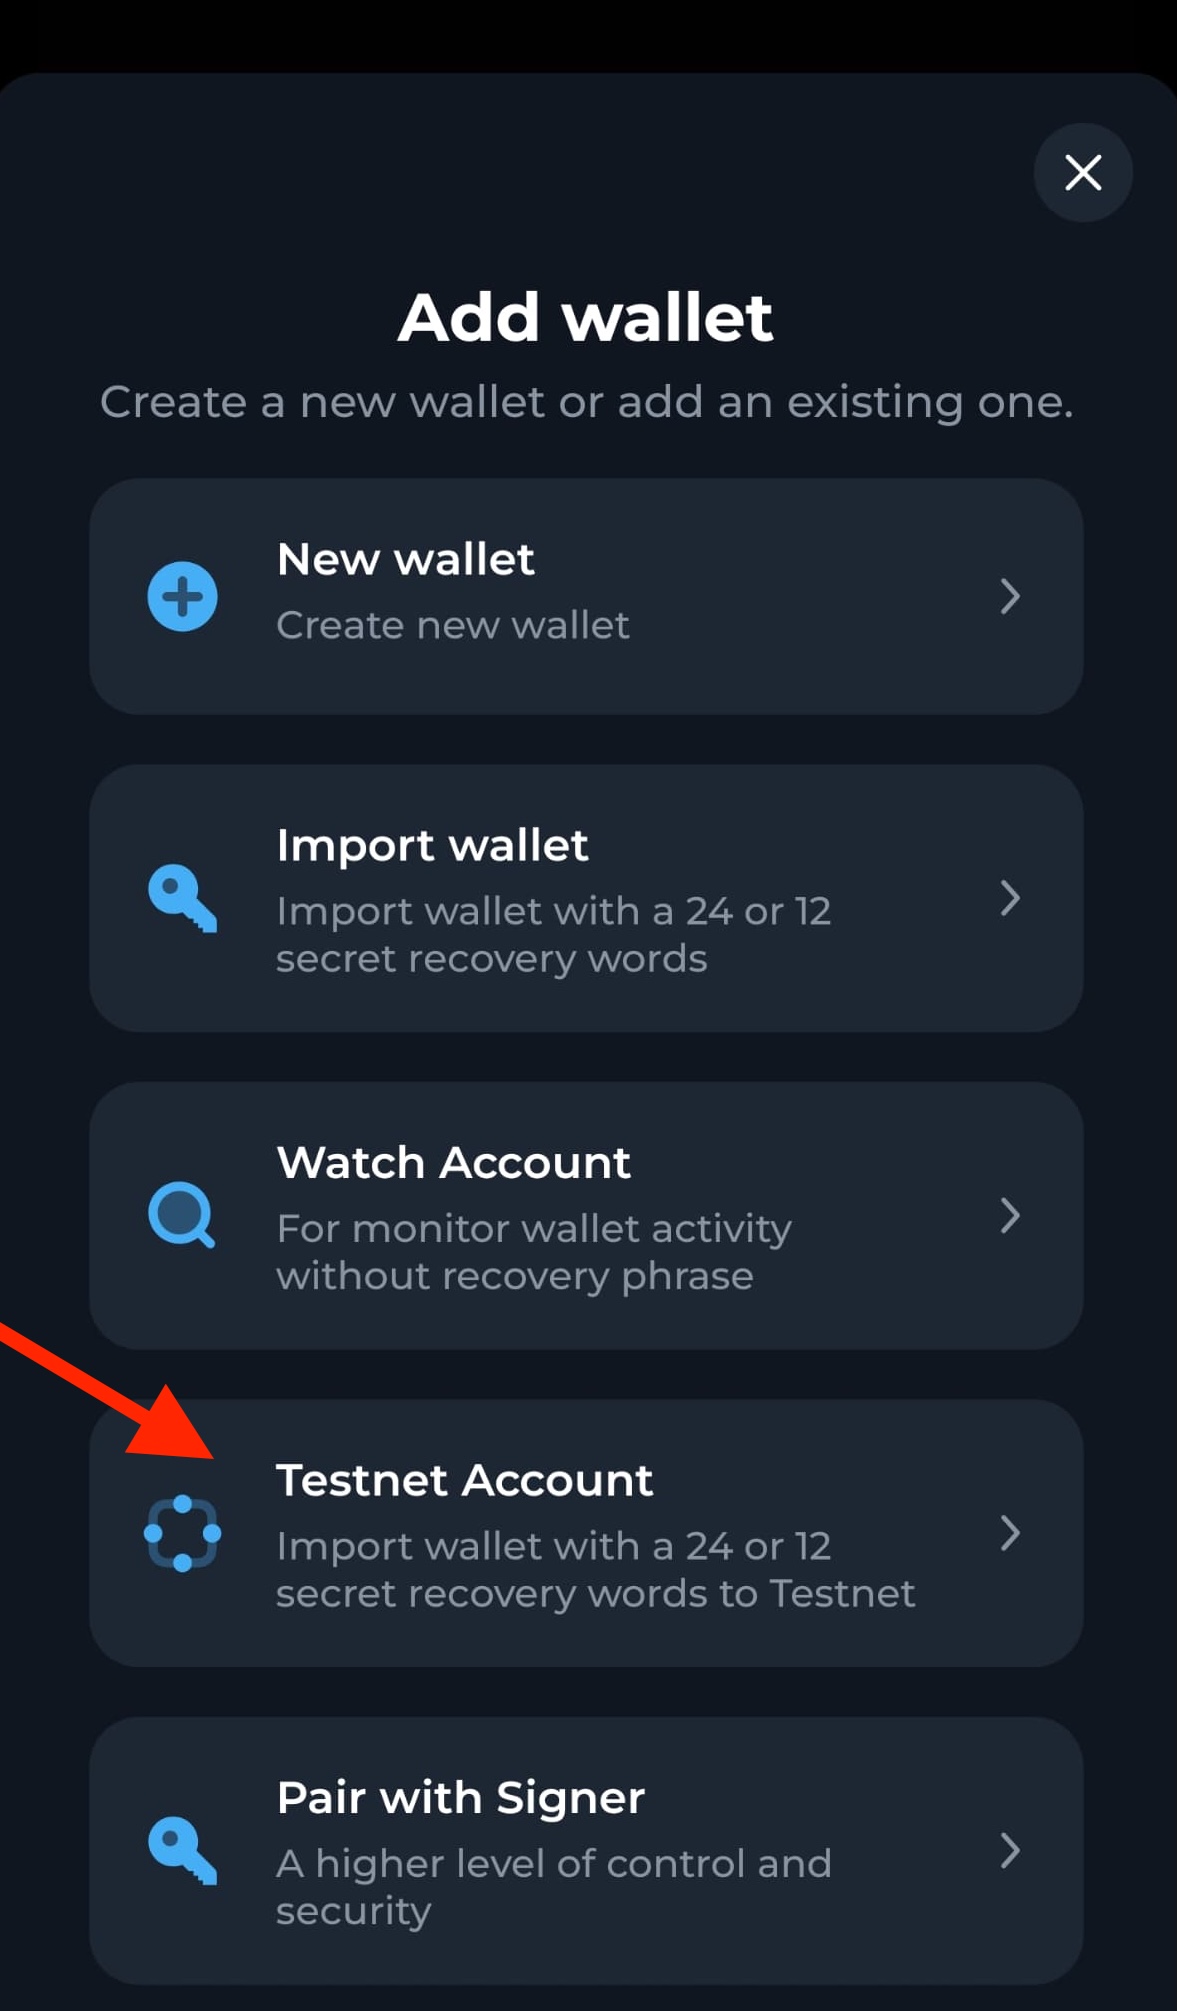 Add wallet
Create a new wallet or add an existing one.
New wallet
Create new wallet
Import wallet
Import wallet with a 24 or 12
secret recovery words
Watch Account
For monitor wallet activity
without recovery phrase
Testnet Account
Import wallet with a 24 or 12
secret recovery words to Testnet
Pair with Signer
A higher level of control and
security